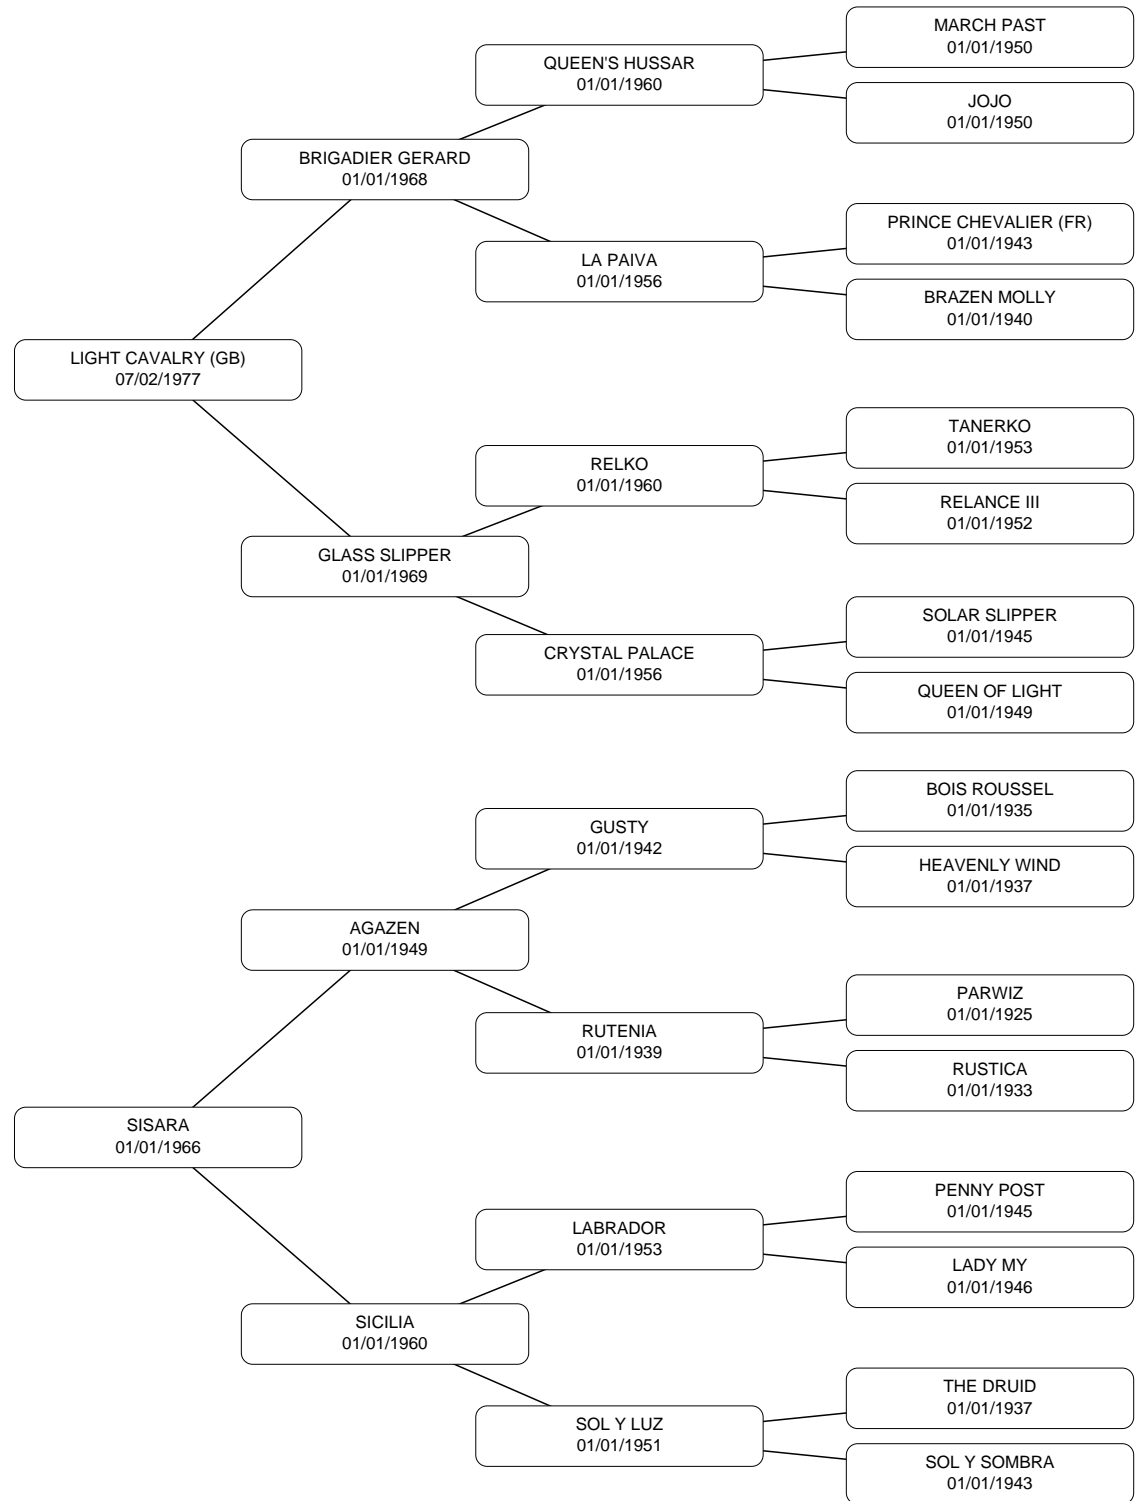 MARCH PAST
01/01/1950
QUEEN'S HUSSAR
01/01/1960
JOJO
01/01/1950
BRIGADIER GERARD
01/01/1968
PRINCE CHEVALIER (FR)
01/01/1943
LA PAIVA
01/01/1956
BRAZEN MOLLY
01/01/1940
LIGHT CAVALRY (GB)
07/02/1977
TANERKO
01/01/1953
RELKO
01/01/1960
RELANCE III
01/01/1952
GLASS SLIPPER
01/01/1969
SOLAR SLIPPER
01/01/1945
CRYSTAL PALACE
01/01/1956
QUEEN OF LIGHT
01/01/1949
BOIS ROUSSEL
01/01/1935
GUSTY
01/01/1942
HEAVENLY WIND
01/01/1937
AGAZEN
01/01/1949
PARWIZ
01/01/1925
RUTENIA
01/01/1939
RUSTICA
01/01/1933
SISARA
01/01/1966
PENNY POST
01/01/1945
LABRADOR
01/01/1953
LADY MY
01/01/1946
SICILIA
01/01/1960
THE DRUID
01/01/1937
SOL Y LUZ
01/01/1951
SOL Y SOMBRA
01/01/1943